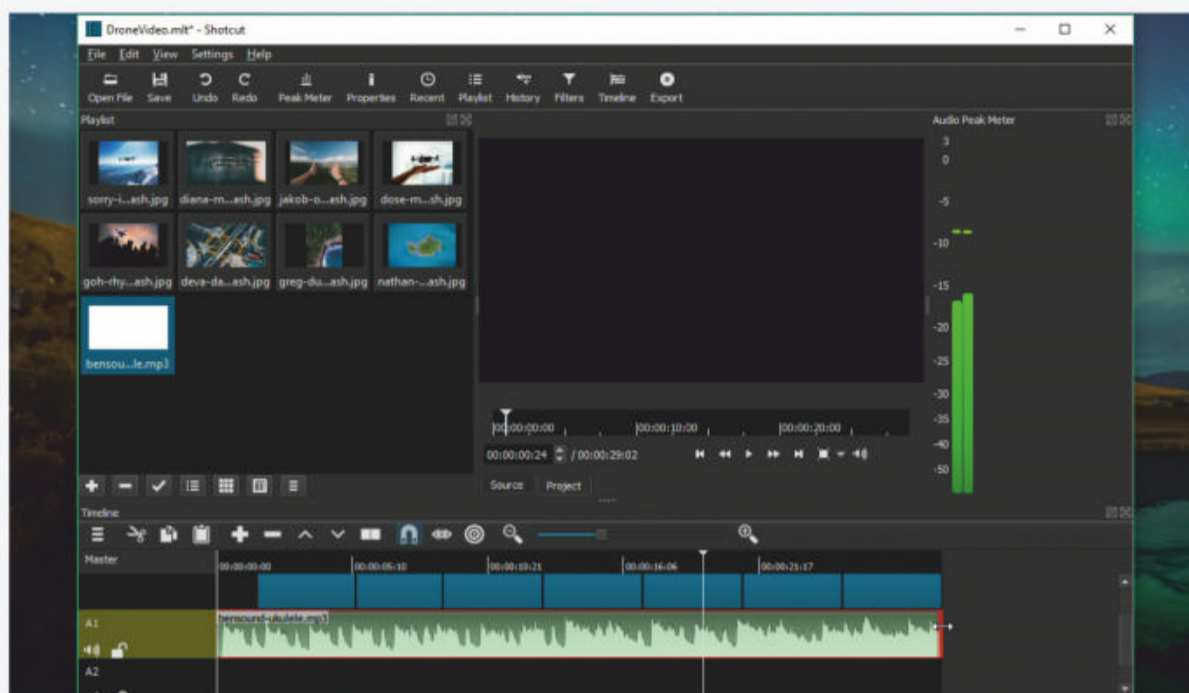 DroneVideo.mlt* - Shotcut
File Edit View Settings Help
Open File Save Undo Redo Peak Meter Properties Recent Playlist History Filters Timeline Export
Playlist
Audio Peak Meter
sorry-i...ash.jpg diana-m...ash.jpg jakob-o...ash.jpg dose-m...sh.jpg
goh-rhy...ash.jpg deva-da...ash.jpg greg-du...ash.jpg nathan-...ash.jpg
bensou...le.mp3
3
0
-5
-10
-15
-20
-25
-30
-35
-40
-50
00:00:00:00 00:00:10:00 00:00:20:00
00:00:00:24 / 00:00:29:02
Source Project
Timeline
Master
00:00:00:00 00:00:05:10 00:00:10:21 00:00:16:06 00:00:21:17
A1
bensound-ukulele.mp3
A2